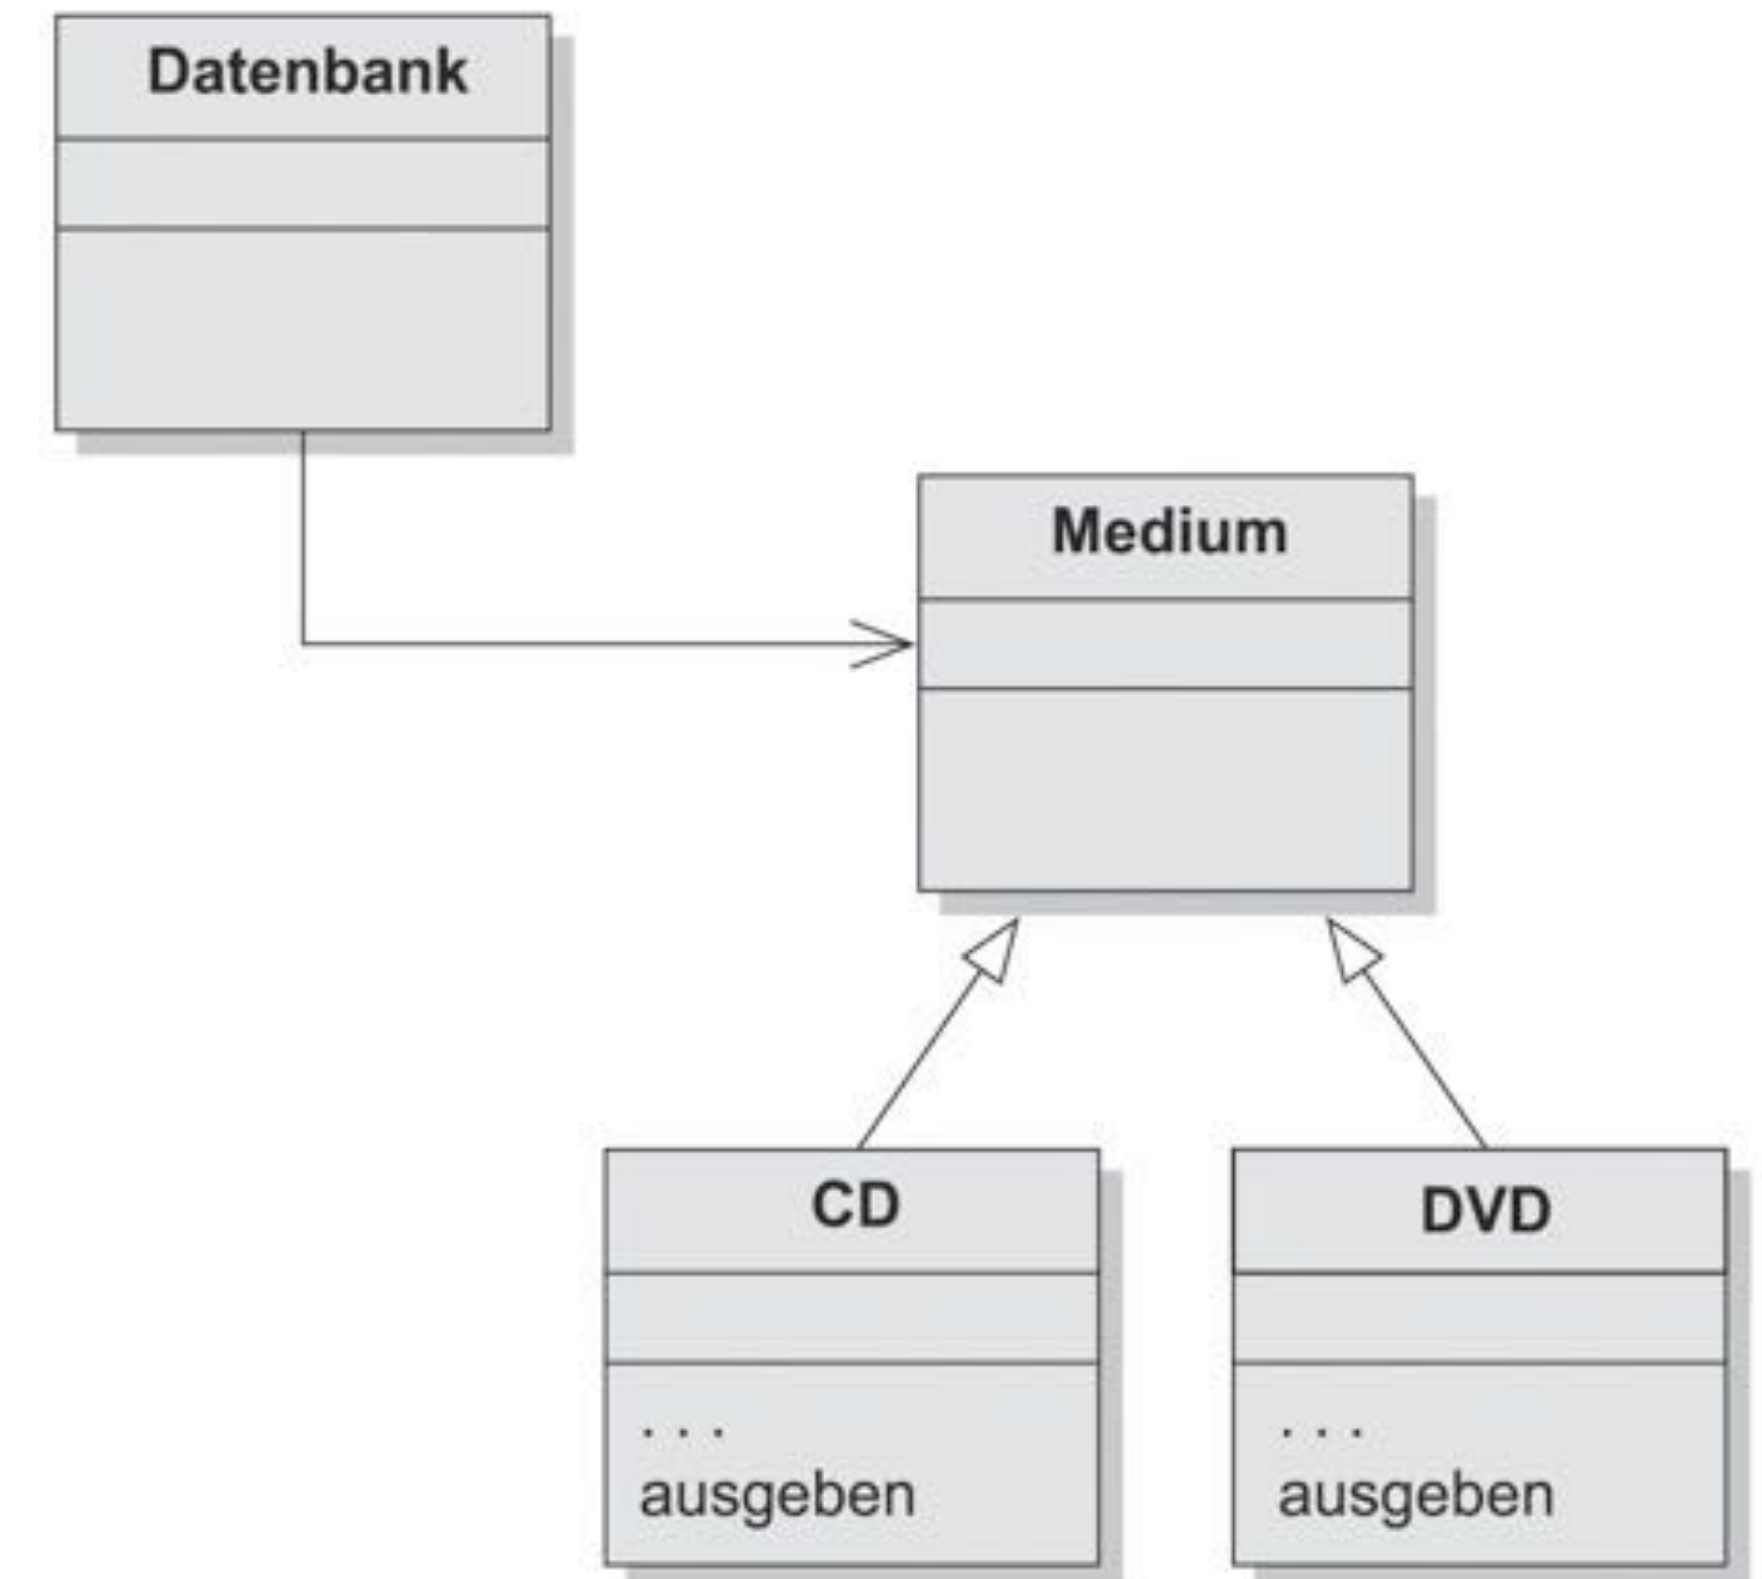 Datenbank
Medium
CD
. . .
ausgeben
DVD
. . .
ausgeben